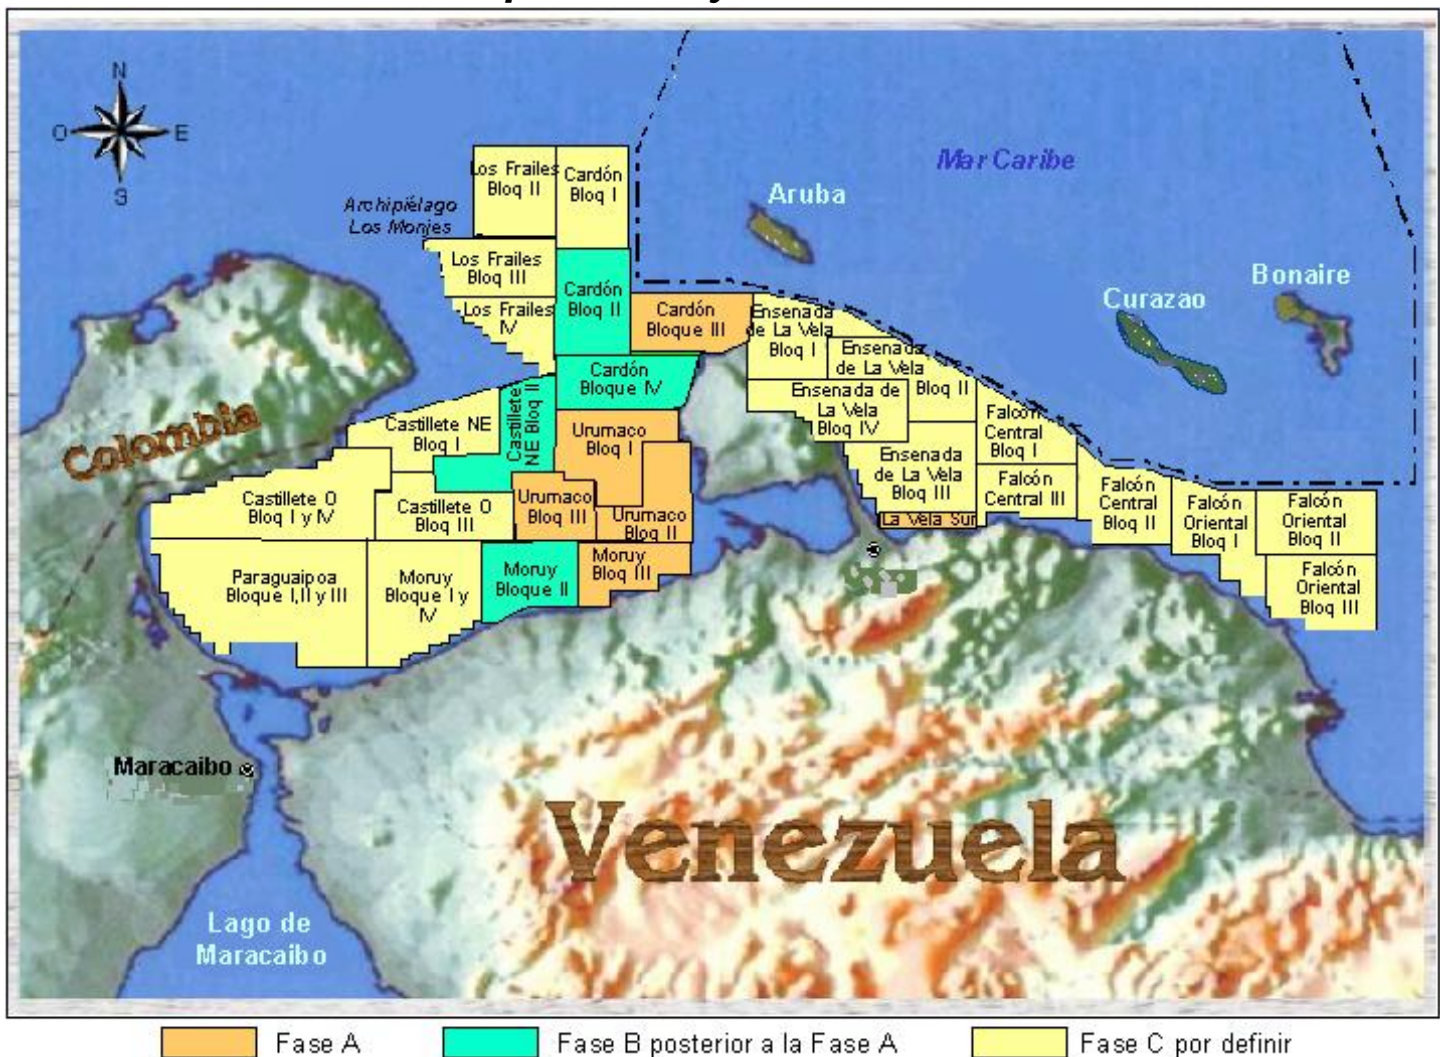 N
O
E
S
Mar Caribe
Aruba
Curazao
Bonaire
Archipiélago
Los Monjes
Los Frailes
Bloq II
Cardón
Bloq I
Los Frailes
Bloq III
Los Frailes
IV
Cardón
Bloq II
Cardón
Bloque III
Cardón
Bloque IV
Ensenada
de La Vela
Bloq I
Ensenada
de La Vela
Bloq II
Ensenada de
La Vela
Bloq IV
Ensenada
de La Vela
Bloq III
La Vela Sur
Falcón
Central
Bloq I
Falcón
Central III
Falcón
Central
Bloq II
Falcón
Oriental
Bloq I
Falcón
Oriental
Bloq II
Falcón
Oriental
Bloq III
Colombia
Castillete NE
Bloq I
Castillete
NE Bloq II
Urumaco
Bloq I
Castillete O
Bloq I y IV
Castillete O
Bloq III
Urumaco
Bloq III
Urumaco
Bloq II
Paraguaipoa
Bloque I,II y III
Moruy
Bloque I y
IV
Moruy
Bloque II
Moruy
Bloq III
Maracaibo
Venezuela
Lago de
Maracaibo
Fase A
Fase B posterior a la Fase A
Fase C por definir